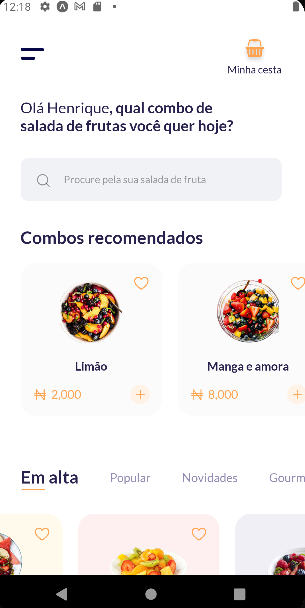 12:18
Minha cesta
Olá Henrique, qual combo de
salada de frutas você quer hoje?
Procure pela sua salada de fruta
Combos recomendados
Limão
Manga e amora
₦ 2,000
₦ 8,000
Em alta
Popular
Novidades
Gourm